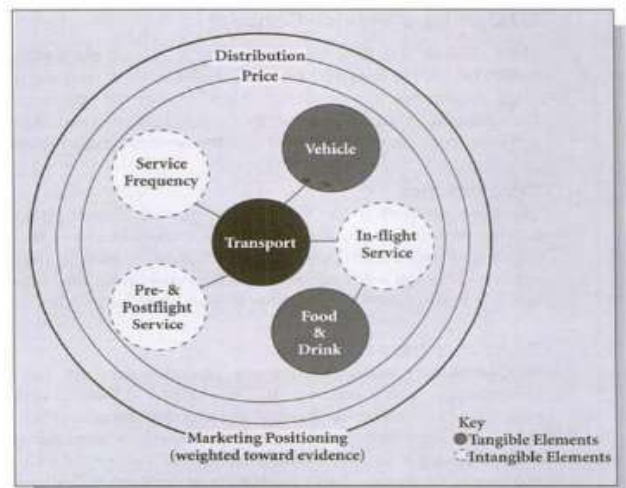 Distribution
Price
Vehicle
Service
Frequency
Transport
In-flight
Service
Pre- &
Postflight
Service
Food
&
Drink
Marketing Positioning
(weighted toward evidence)
Key
Tangible Elements
Intangible Elements